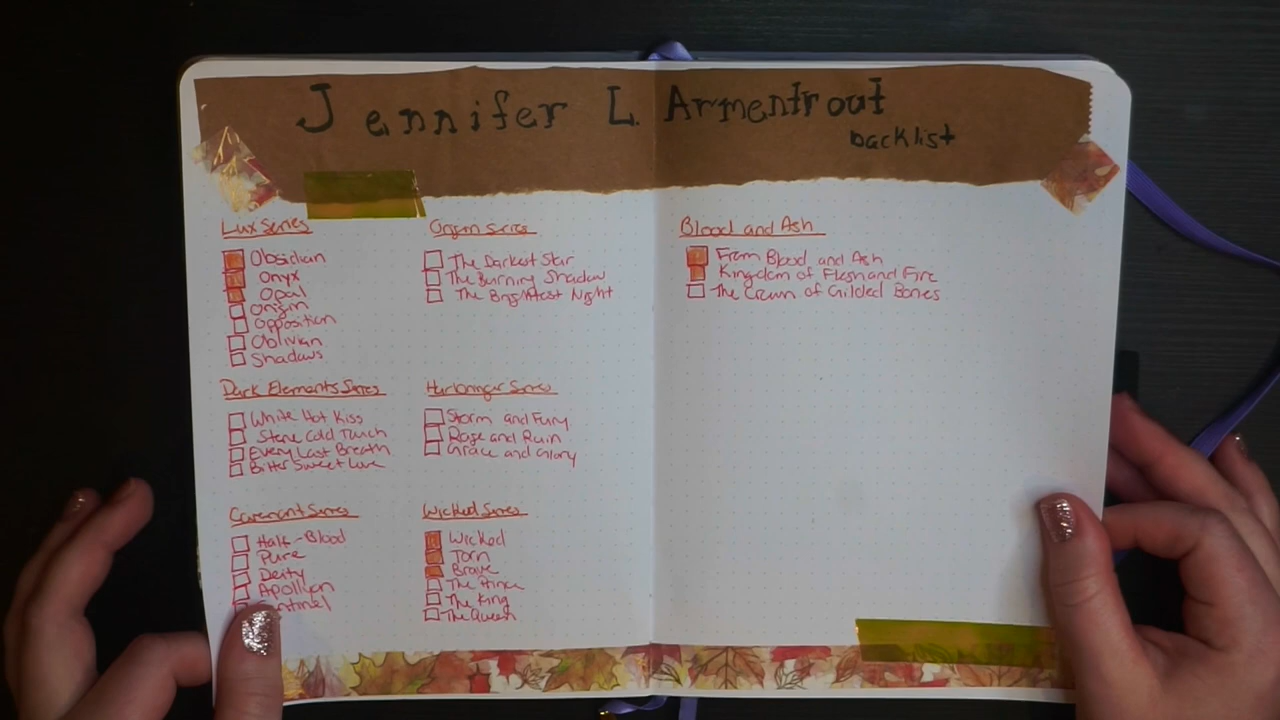 Jennifer L. Armentrout
backlist
Lux Series
Obsidian
Onyx
Opal
Origin
Opposition
Oblivian
Shadows
Origin Series
The Darkest Star
The Burning Shadow
The Brightest Night
Dark Elements Series
White Hot Kiss
Stone Cold Touch
Every Last Breath
Bitter Sweet Love
Harbinger Series
Storm and Fury
Rage and Ruin
Grace and Glory
Covenant Series
Half-Blood
Pure
Deity
Apollyon
ntinel
Wicked Series
Wicked
Torn
Brave
The Prince
The King
The Queen
Blood and Ash
From Blood and Ash
Kingdom of Flesh and Fire
The Crown of Gilded Bones